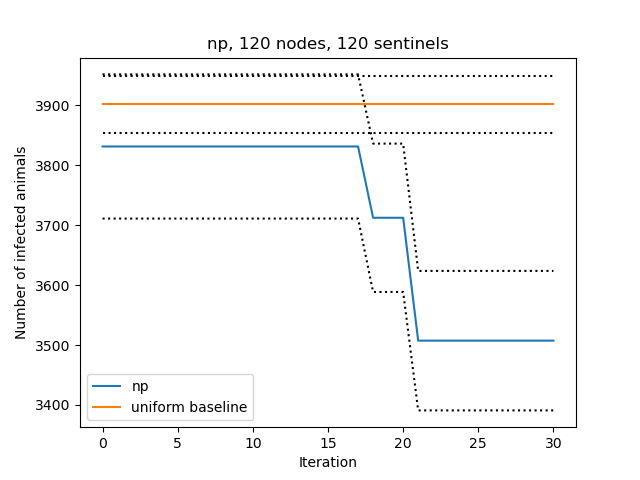 np, 120 nodes, 120 sentinels
Number of infected animals
3900
3800
3700
3600
3500
3400
np
uniform baseline
0 5 10 15 20 25 30
Iteration